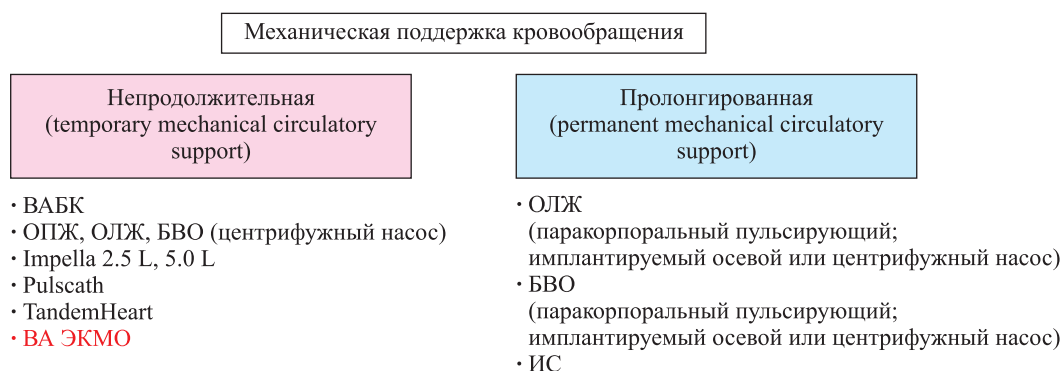 Механическая поддержка кровообращения
Непродолжительная
(temporary mechanical circulatory
support)
· ВАБК
· ОПЖ, ОЛЖ, БВО (центрифужный насос)
· Impella 2.5 L, 5.0 L
· Pulscath
· TandemHeart
· ВА ЭКМО
Пролонгированная
(permanent mechanical circulatory
support)
· ОЛЖ
(паракорпоральный пульсирующий;
имплантируемый осевой или центрифужный насос)
· БВО
(паракорпоральный пульсирующий;
имплантируемый осевой или центрифужный насос)
· ИС